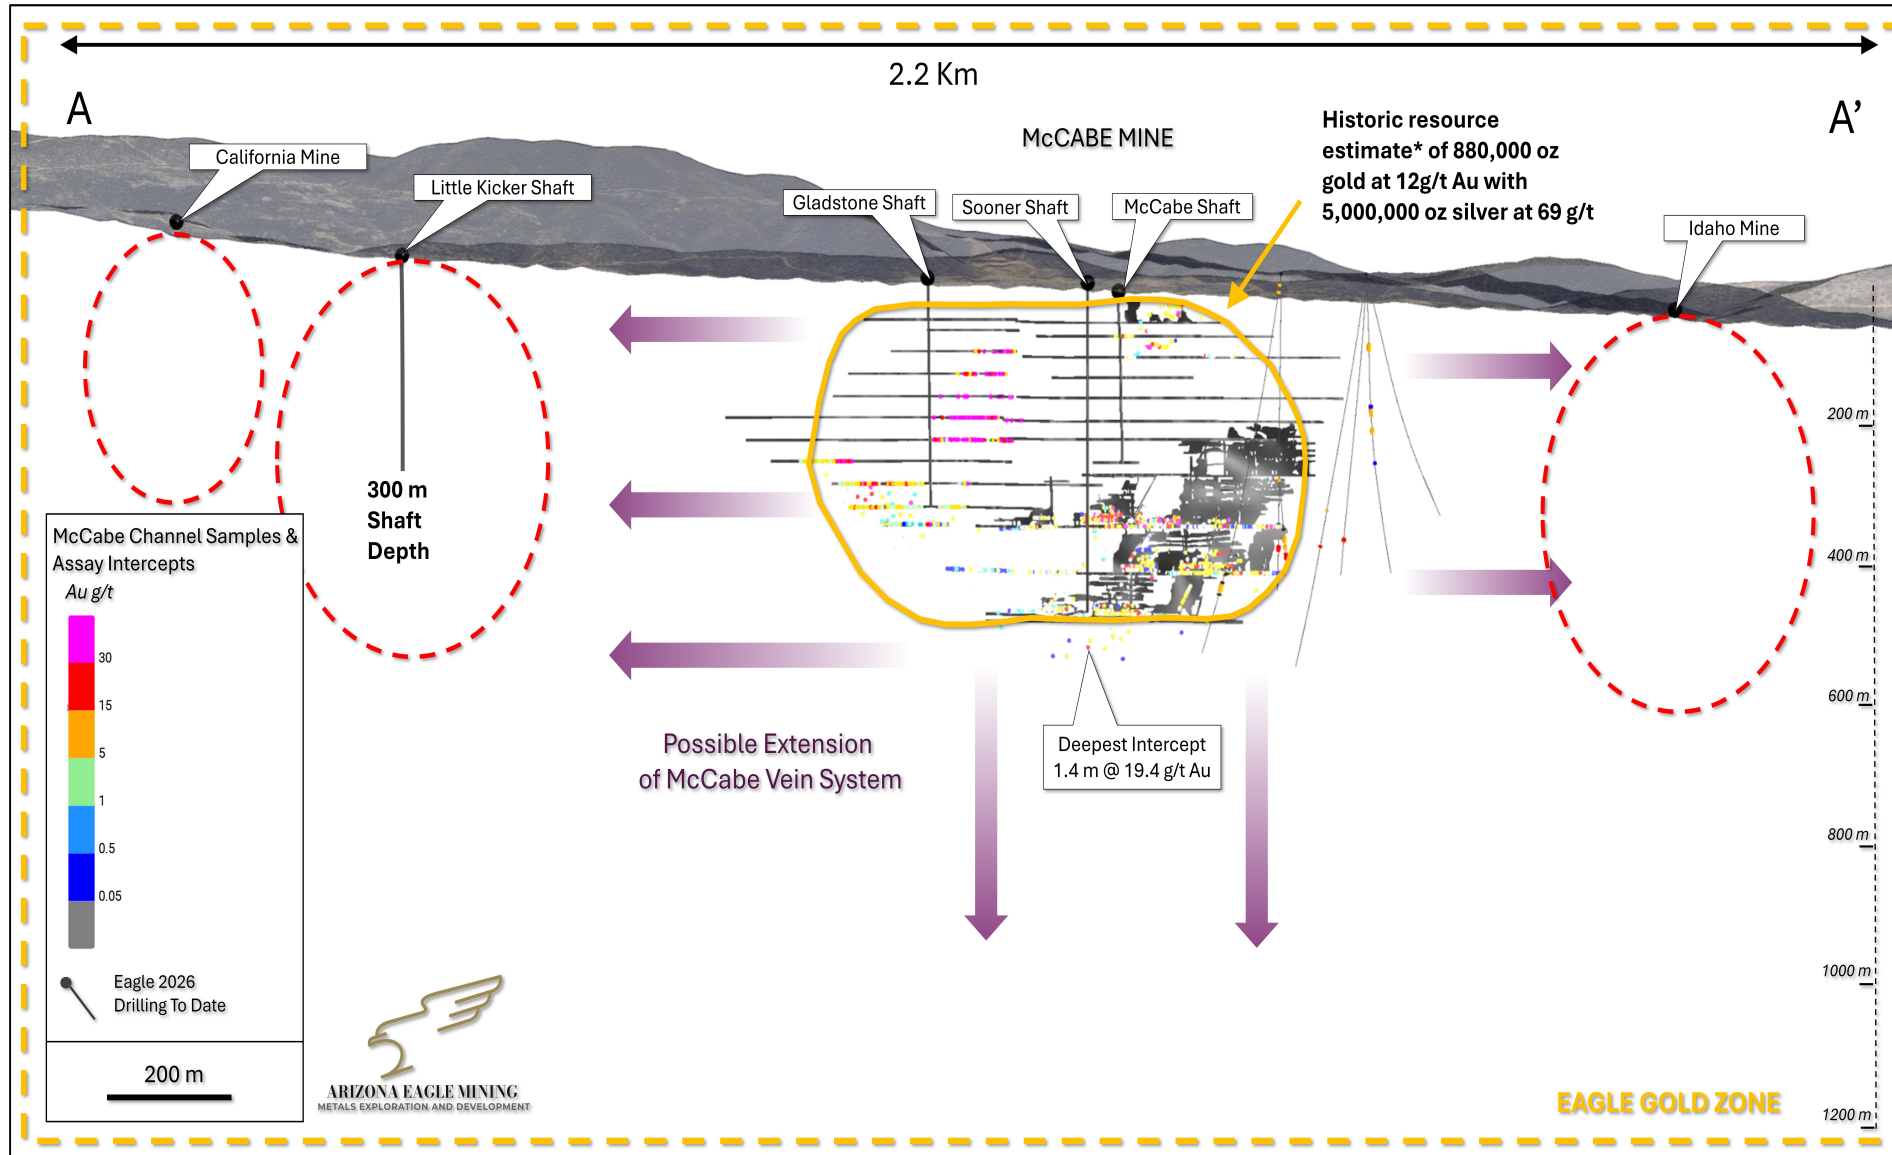 2.2 Km
A
A’
McCABE MINE
Historic resource
estimate* of 880,000 oz
gold at 12g/t Au with
5,000,000 oz silver at 69 g/t
California Mine
Little Kicker Shaft
Gladstone Shaft
Sooner Shaft
McCabe Shaft
Idaho Mine
200 m
400 m
600 m
800 m
1000 m
1200 m
300 m
Shaft
Depth
McCabe Channel Samples &
Assay Intercepts
Au g/t
30
15
5
1
0.5
0.05
Eagle 2026
Drilling To Date
200 m
Possible Extension
of McCabe Vein System
Deepest Intercept
1.4 m @ 19.4 g/t Au
ARIZONA EAGLE MINING
METALS EXPLORATION AND DEVELOPMENT
EAGLE GOLD ZONE